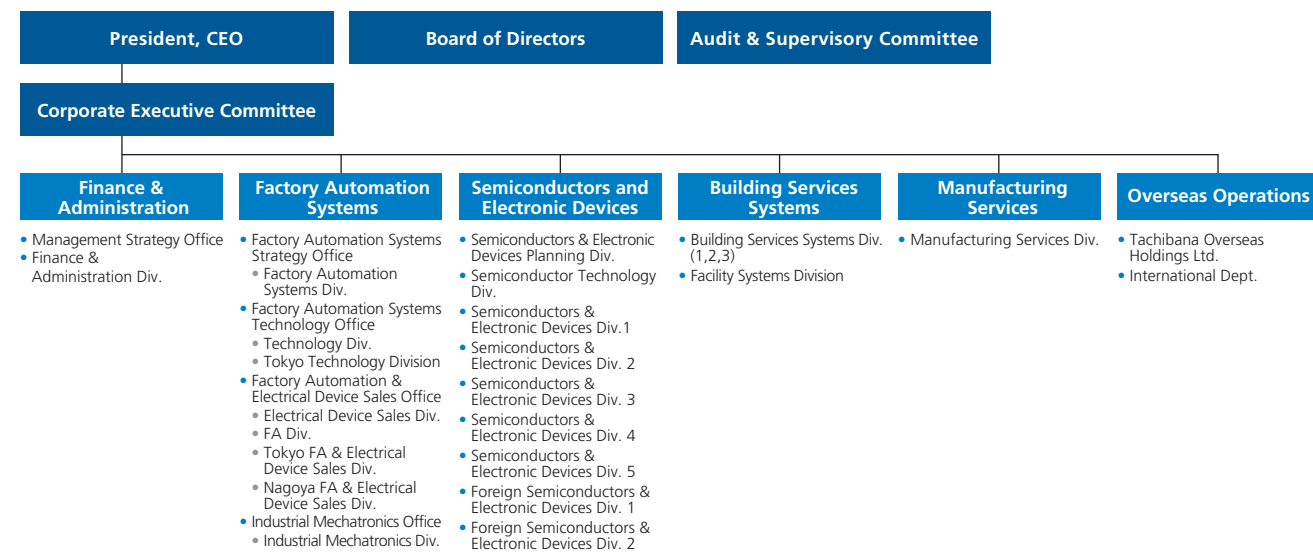 President, CEO
Board of Directors
Audit & Supervisory Committee
Corporate Executive Committee
Finance &
Administration
• Management Strategy Office
• Finance &
Administration Div.
Factory Automation
Systems
• Factory Automation Systems
Strategy Office
• Factory Automation
Systems Div.
• Factory Automation Systems
Technology Office
• Technology Div.
• Tokyo Technology Division
• Factory Automation &
Electrical Device Sales Office
• Electrical Device Sales Div.
• FA Div.
• Tokyo FA & Electrical
Device Sales Div.
• Nagoya FA & Electrical
Device Sales Div.
• Industrial Mechatronics Office
• Industrial Mechatronics Div.
Semiconductors and
Electronic Devices
• Semiconductors & Electronic
Devices Planning Div.
• Semiconductor Technology
Div.
• Semiconductors &
Electronic Devices Div.1
• Semiconductors &
Electronic Devices Div. 2
• Semiconductors &
Electronic Devices Div. 3
• Semiconductors &
Electronic Devices Div. 4
• Semiconductors &
Electronic Devices Div. 5
• Foreign Semiconductors &
Electronic Devices Div. 1
• Foreign Semiconductors &
Electronic Devices Div. 2
Building Services
Systems
• Building Services Systems Div.
(1,2,3)
• Facility Systems Division
Manufacturing
Services
• Manufacturing Services Div.
Overseas Operations
• Tachibana Overseas
Holdings Ltd.
• International Dept.